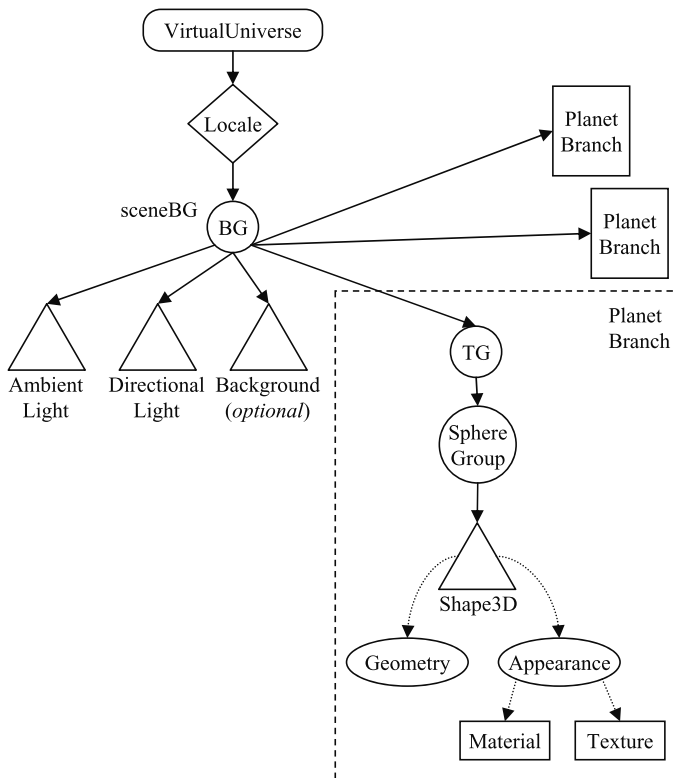 VirtualUniverse
Locale
Planet
Branch
sceneBG
BG
Planet
Branch
Planet
Branch
TG
Ambient
Light
Directional
Light
Background
(optional)
Sphere
Group
Shape3D
Geometry
Appearance
Material
Texture